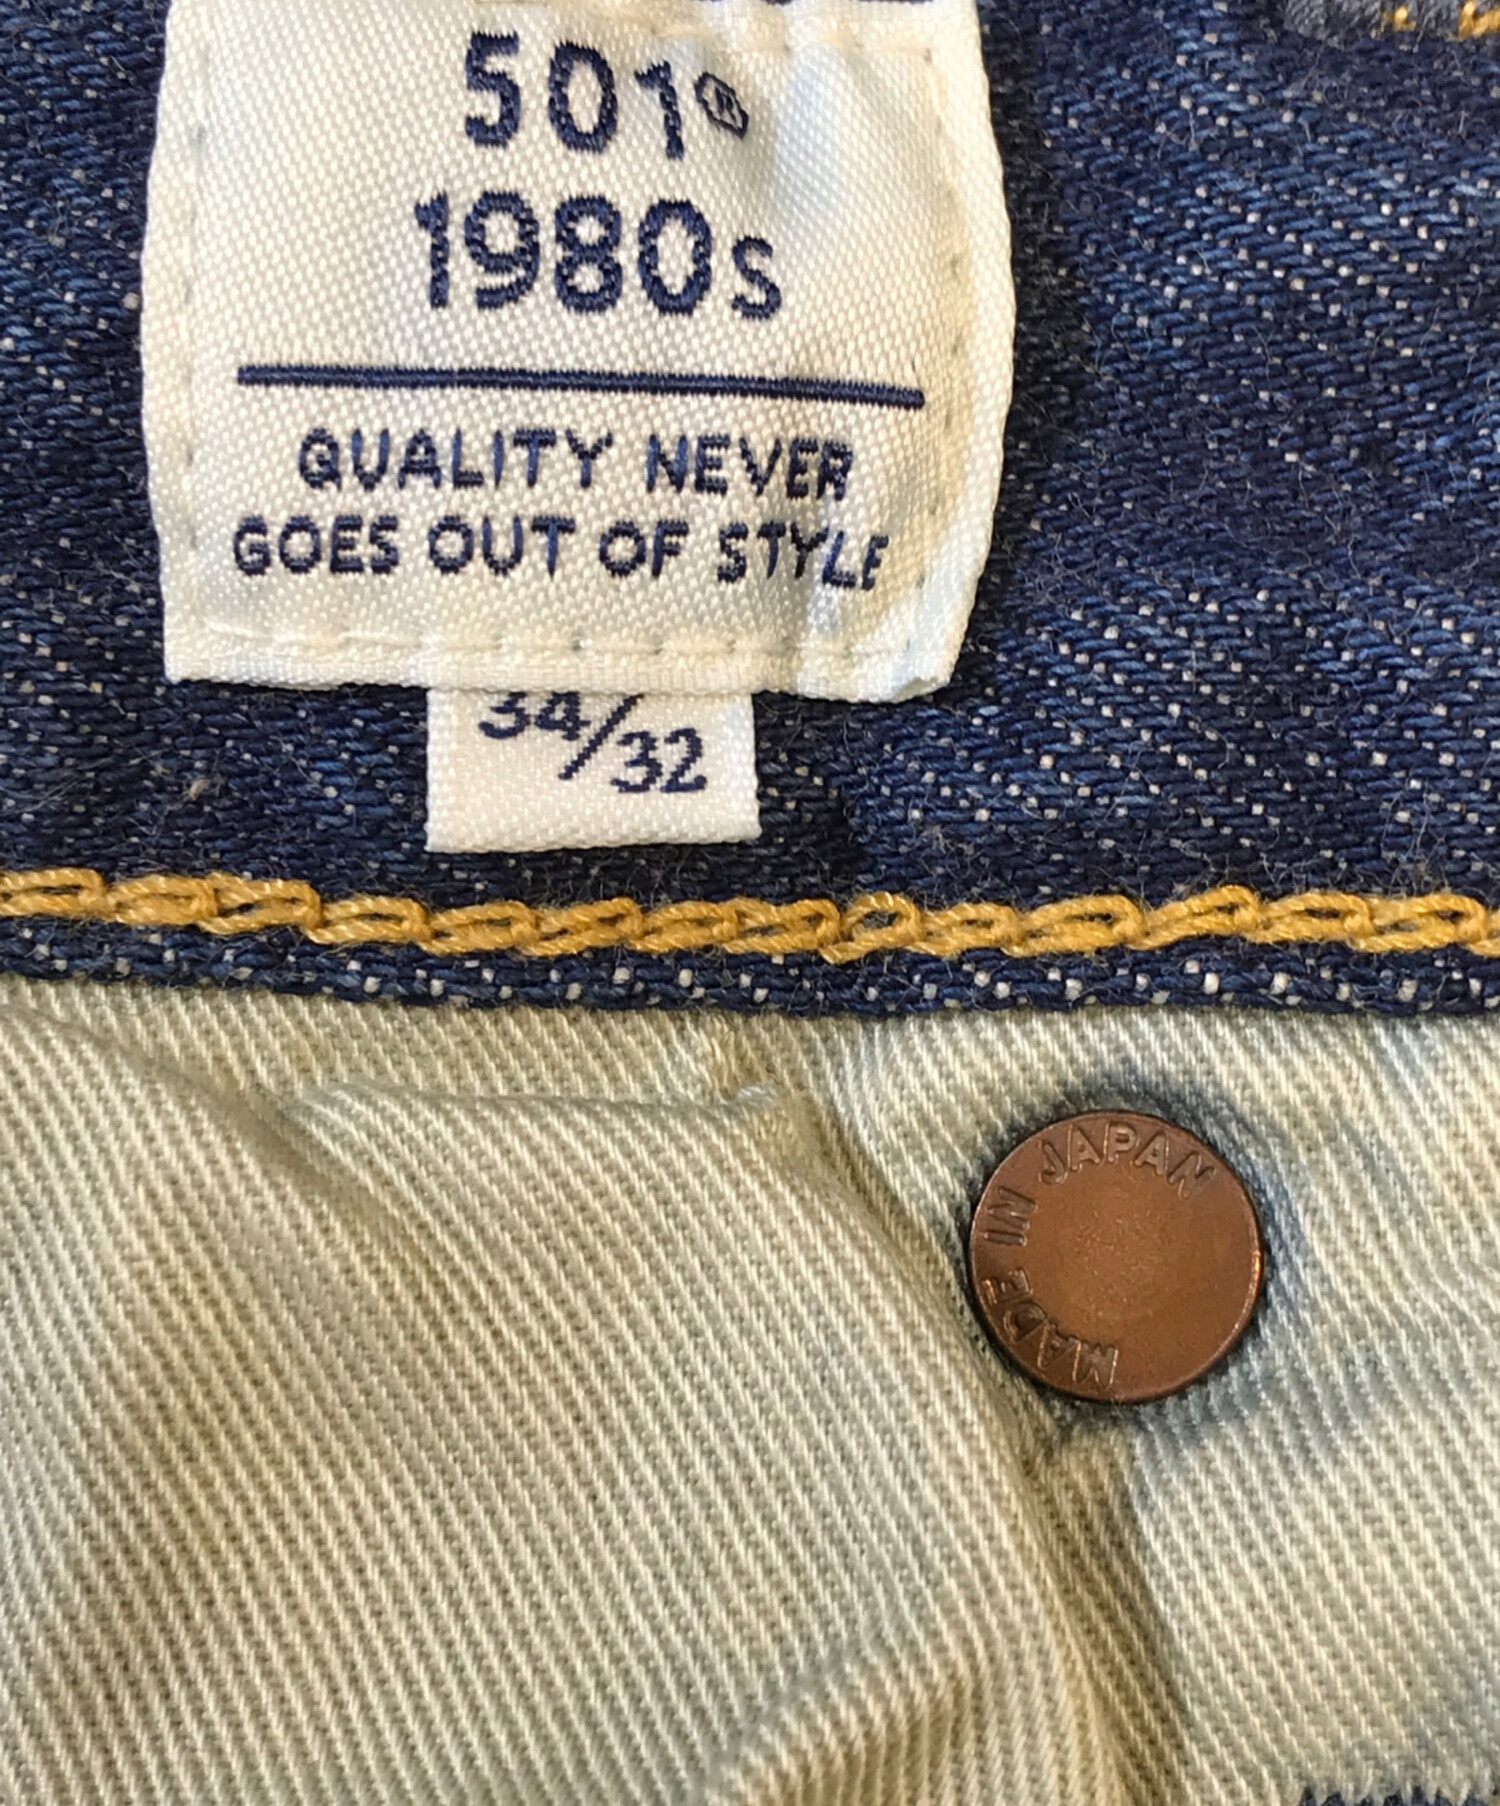 501®
1980s
QUALITY NEVER
GOES OUT OF STYLE
34/32
MADE IN JAPAN